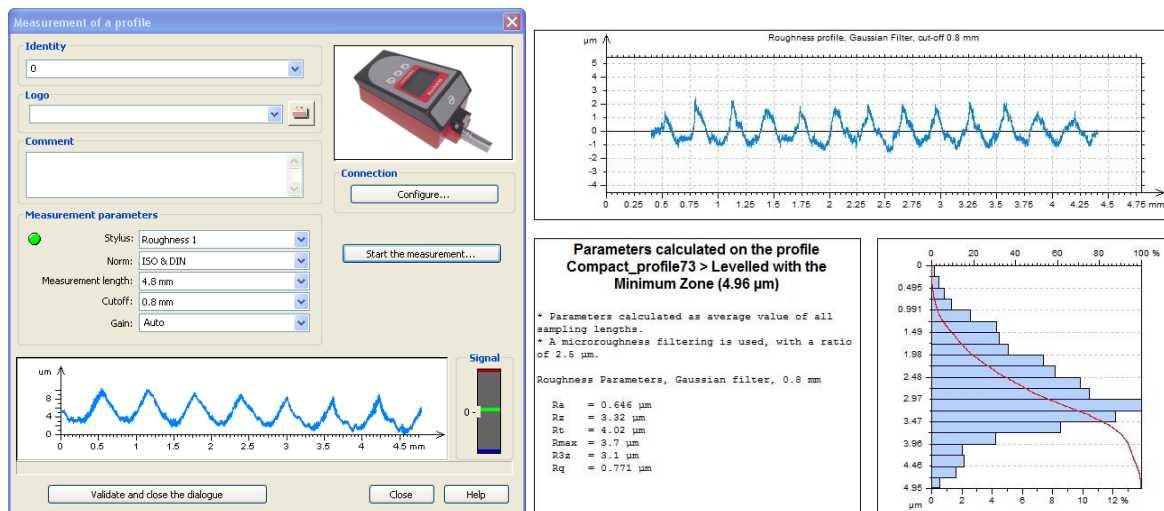 Measurement of a profile
Identity
0
Logo
Comment
Measurement parameters
Stylus: Roughness 1
Norm: ISO & DIN
Measurement length: 4.8 mm
Cutoff: 0.8 mm
Gain: Auto
Connection
Configure...
Start the measurement...
um
8
4
0
0 0.5 1 1.5 2 2.5 3 3.5 4 4.5 mm
Signal
0 -
Validate and close the dialogue
Close
Help
µm
Roughness profile, Gaussian Filter, cut-off 0.8 mm
5
4
3
2
1
0
-1
-2
-3
-4
0 0.25 0.5 0.75 1 1.25 1.5 1.75 2 2.25 2.5 2.75 3 3.25 3.5 3.75 4 4.25 4.5 4.75 mm
Parameters calculated on the profile
Compact_profile73 > Levelled with the
Minimum Zone (4.96 µm)
* Parameters calculated as average value of all
sampling lengths.
* A microroughness filtering is used, with a ratio
of 2.5 µm.
Roughness Parameters, Gaussian filter, 0.8 mm
Ra = 0.646 µm
Rz = 3.32 µm
Rt = 4.02 µm
Rmax = 3.7 µm
R3z = 3.1 µm
Rq = 0.771 µm
0 20 40 60 80 100 %
0
0.495
0.991
1.49
1.98
2.48
2.97
3.47
3.96
4.46
4.95
0 2 4 6 8 10 12 %
µm